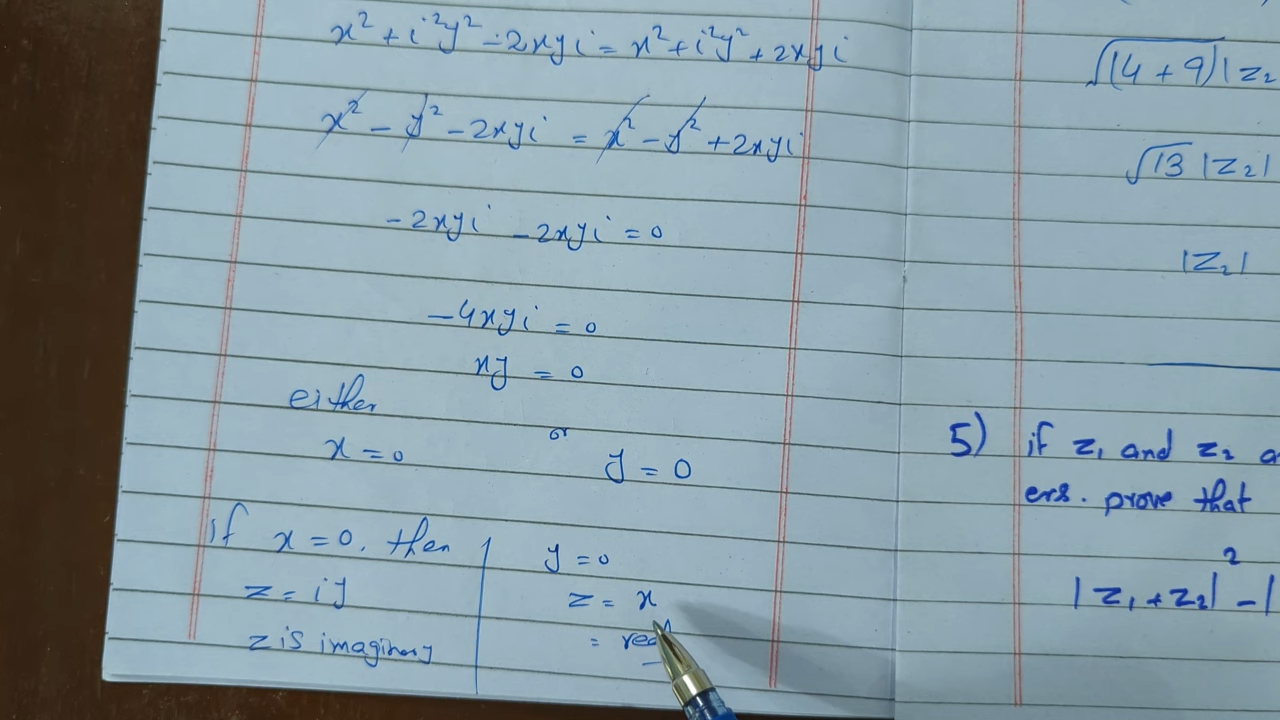 x² + i²y² - 2xyi = x² + i²y² + 2xyi
x² - y² - 2xyi = x² - y² + 2xyi
-2xyi - 2xyi = 0
-4xyi = 0
xy = 0
either
x = 0 or y = 0
if x = 0, then
z = iy
z is imaginary
y = 0
z = x
= real
√(4 + 9) |z₂
√13 |z₂|
|z₂|
5) if z₁ and z₂ a
ers. prove that
|z₁ + z₂|² - |